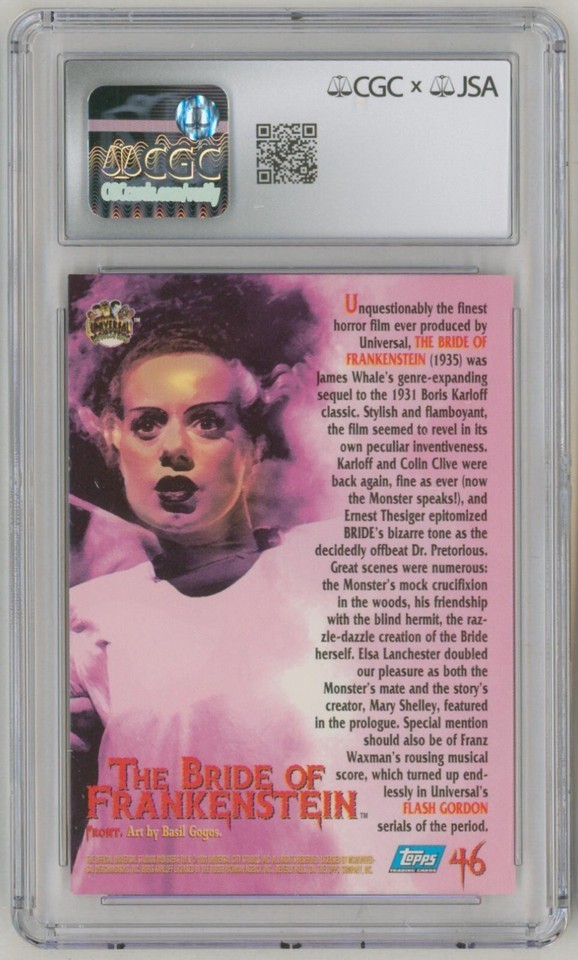 CGC x JSA
CGC
UNIVERSAL
MONSTERS
™
Unquestionably the finest
horror film ever produced by
Universal, THE BRIDE OF
FRANKENSTEIN (1935) was
James Whale's genre-expanding
sequel to the 1931 Boris Karloff
classic. Stylish and flamboyant,
the film seemed to revel in its
own peculiar inventiveness.
Karloff and Colin Clive were
back again, fine as ever (now
the Monster speaks!), and
Ernest Thesiger epitomized
BRIDE's bizarre tone as the
decidedly offbeat Dr. Pretorious.
Great scenes were numerous:
the Monster's mock crucifixion
in the woods, his friendship
with the blind hermit, the raz-
zle-dazzle creation of the Bride
herself. Elsa Lanchester doubled
our pleasure as both the
Monster's mate and the story's
creator, Mary Shelley, featured
in the prologue. Special mention
should also be of Franz
Waxman's rousing musical
score, which turned up end-
lessly in Universal's
FLASH GORDON
serials of the period.
THE BRIDE OF
FRANKENSTEIN™
FRONT: Art by Basil Gogos.
TOPPS
TRADING CARDS
46